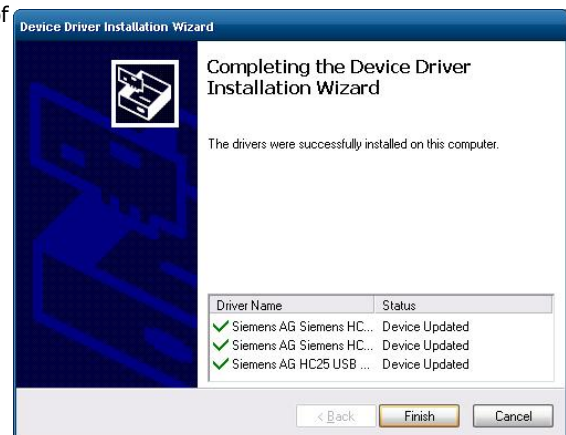 of
Device Driver Installation Wizard
Completing the Device Driver
Installation Wizard
The drivers were successfully installed on this computer.
Driver Name Status
Siemens AG Siemens HC... Device Updated
Siemens AG Siemens HC... Device Updated
Siemens AG HC25 USB ... Device Updated
< Back Finish Cancel